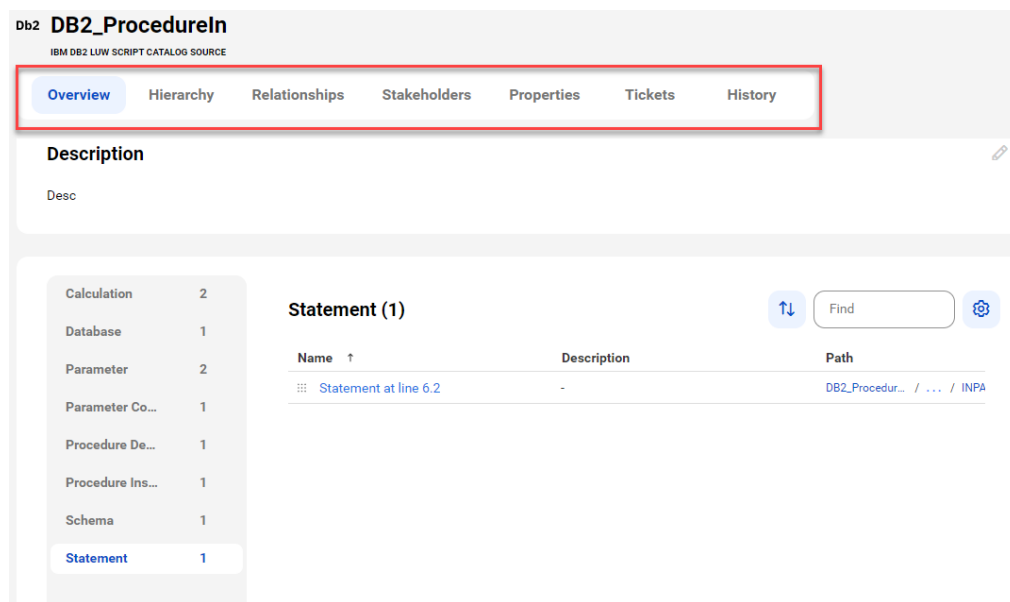 Db2 DB2_ProcedureIn
IBM DB2 LUW SCRIPT CATALOG SOURCE
Overview Hierarchy Relationships Stakeholders Properties Tickets History
Description
Desc
Calculation 2
Database 1
Parameter 2
Parameter Co... 1
Procedure De... 1
Procedure Ins... 1
Schema 1
Statement 1
Statement (1)
Find
Name ↑ Description Path
Statement at line 6.2 - DB2_Procedur... / ... / INPA